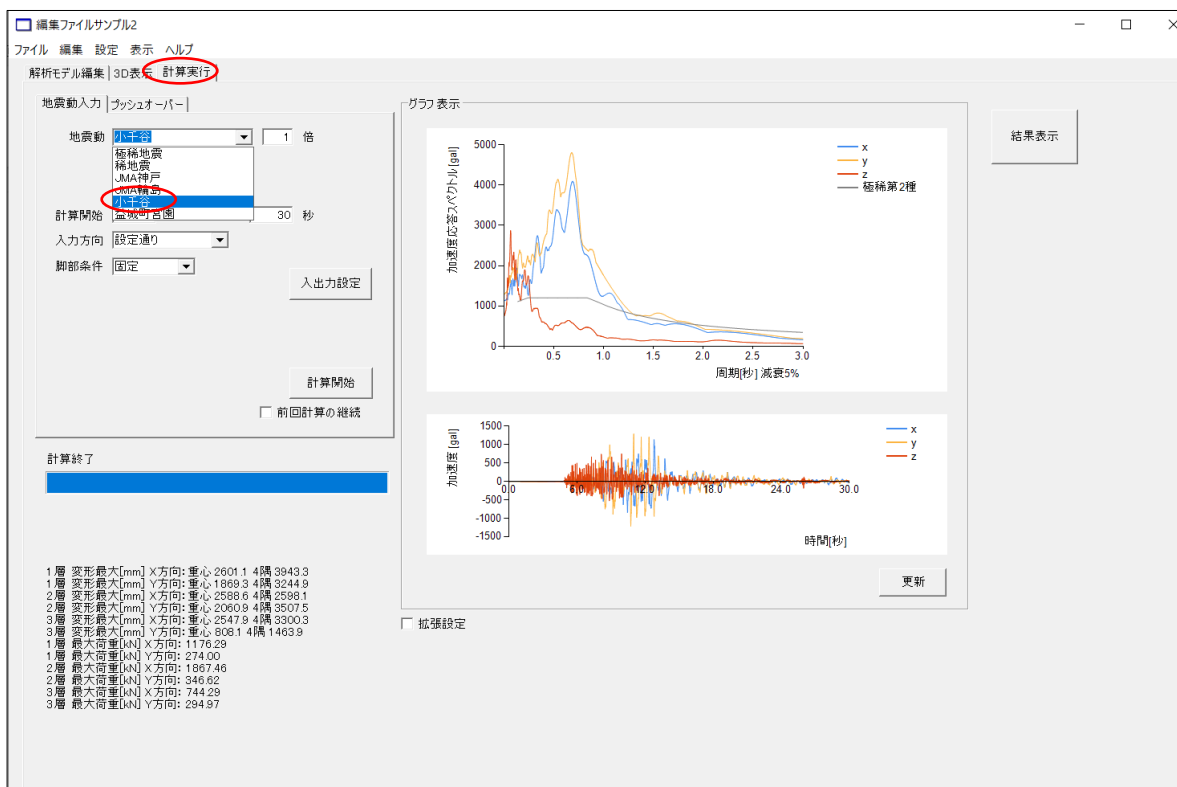 編集ファイルサンプル2
ファイル 編集 設定 表示 ヘルプ
解析モデル編集 3D表示 計算実行
地震動入力 プッシュオーバー
地震動 小千谷 1 倍
極稀地震
稀地震
JMA神戸
JMA輪島
小千谷
益城町宮園
計算開始 30 秒
入力方向 設定通り
脚部条件 固定
入出力設定
計算開始
前回計算の継続
計算終了
1層 変形最大[mm] X方向: 重心 2601.1 4隅 3943.3
1層 変形最大[mm] Y方向: 重心 1869.3 4隅 3244.9
2層 変形最大[mm] X方向: 重心 2588.6 4隅 2598.1
2層 変形最大[mm] Y方向: 重心 2060.9 4隅 3507.5
3層 変形最大[mm] X方向: 重心 2547.9 4隅 3300.3
3層 変形最大[mm] Y方向: 重心 808.1 4隅 1463.9
1層 最大荷重[kN] X方向: 1176.29
1層 最大荷重[kN] Y方向: 274.00
2層 最大荷重[kN] X方向: 1867.46
2層 最大荷重[kN] Y方向: 346.62
3層 最大荷重[kN] X方向: 744.29
3層 最大荷重[kN] Y方向: 294.97
グラフ表示
加速度応答スペクトル[gal]
5000
4000
3000
2000
1000
0
0.5 1.0 1.5 2.0 2.5 3.0
周期[秒] 減衰5%
x
y
z
極稀第2種
加速度 [gal]
1500
1000
500
0
-500
-1000
-1500
0.0 6.0 12.0 18.0 24.0 30.0
時間[秒]
x
y
z
更新
拡張設定
結果表示